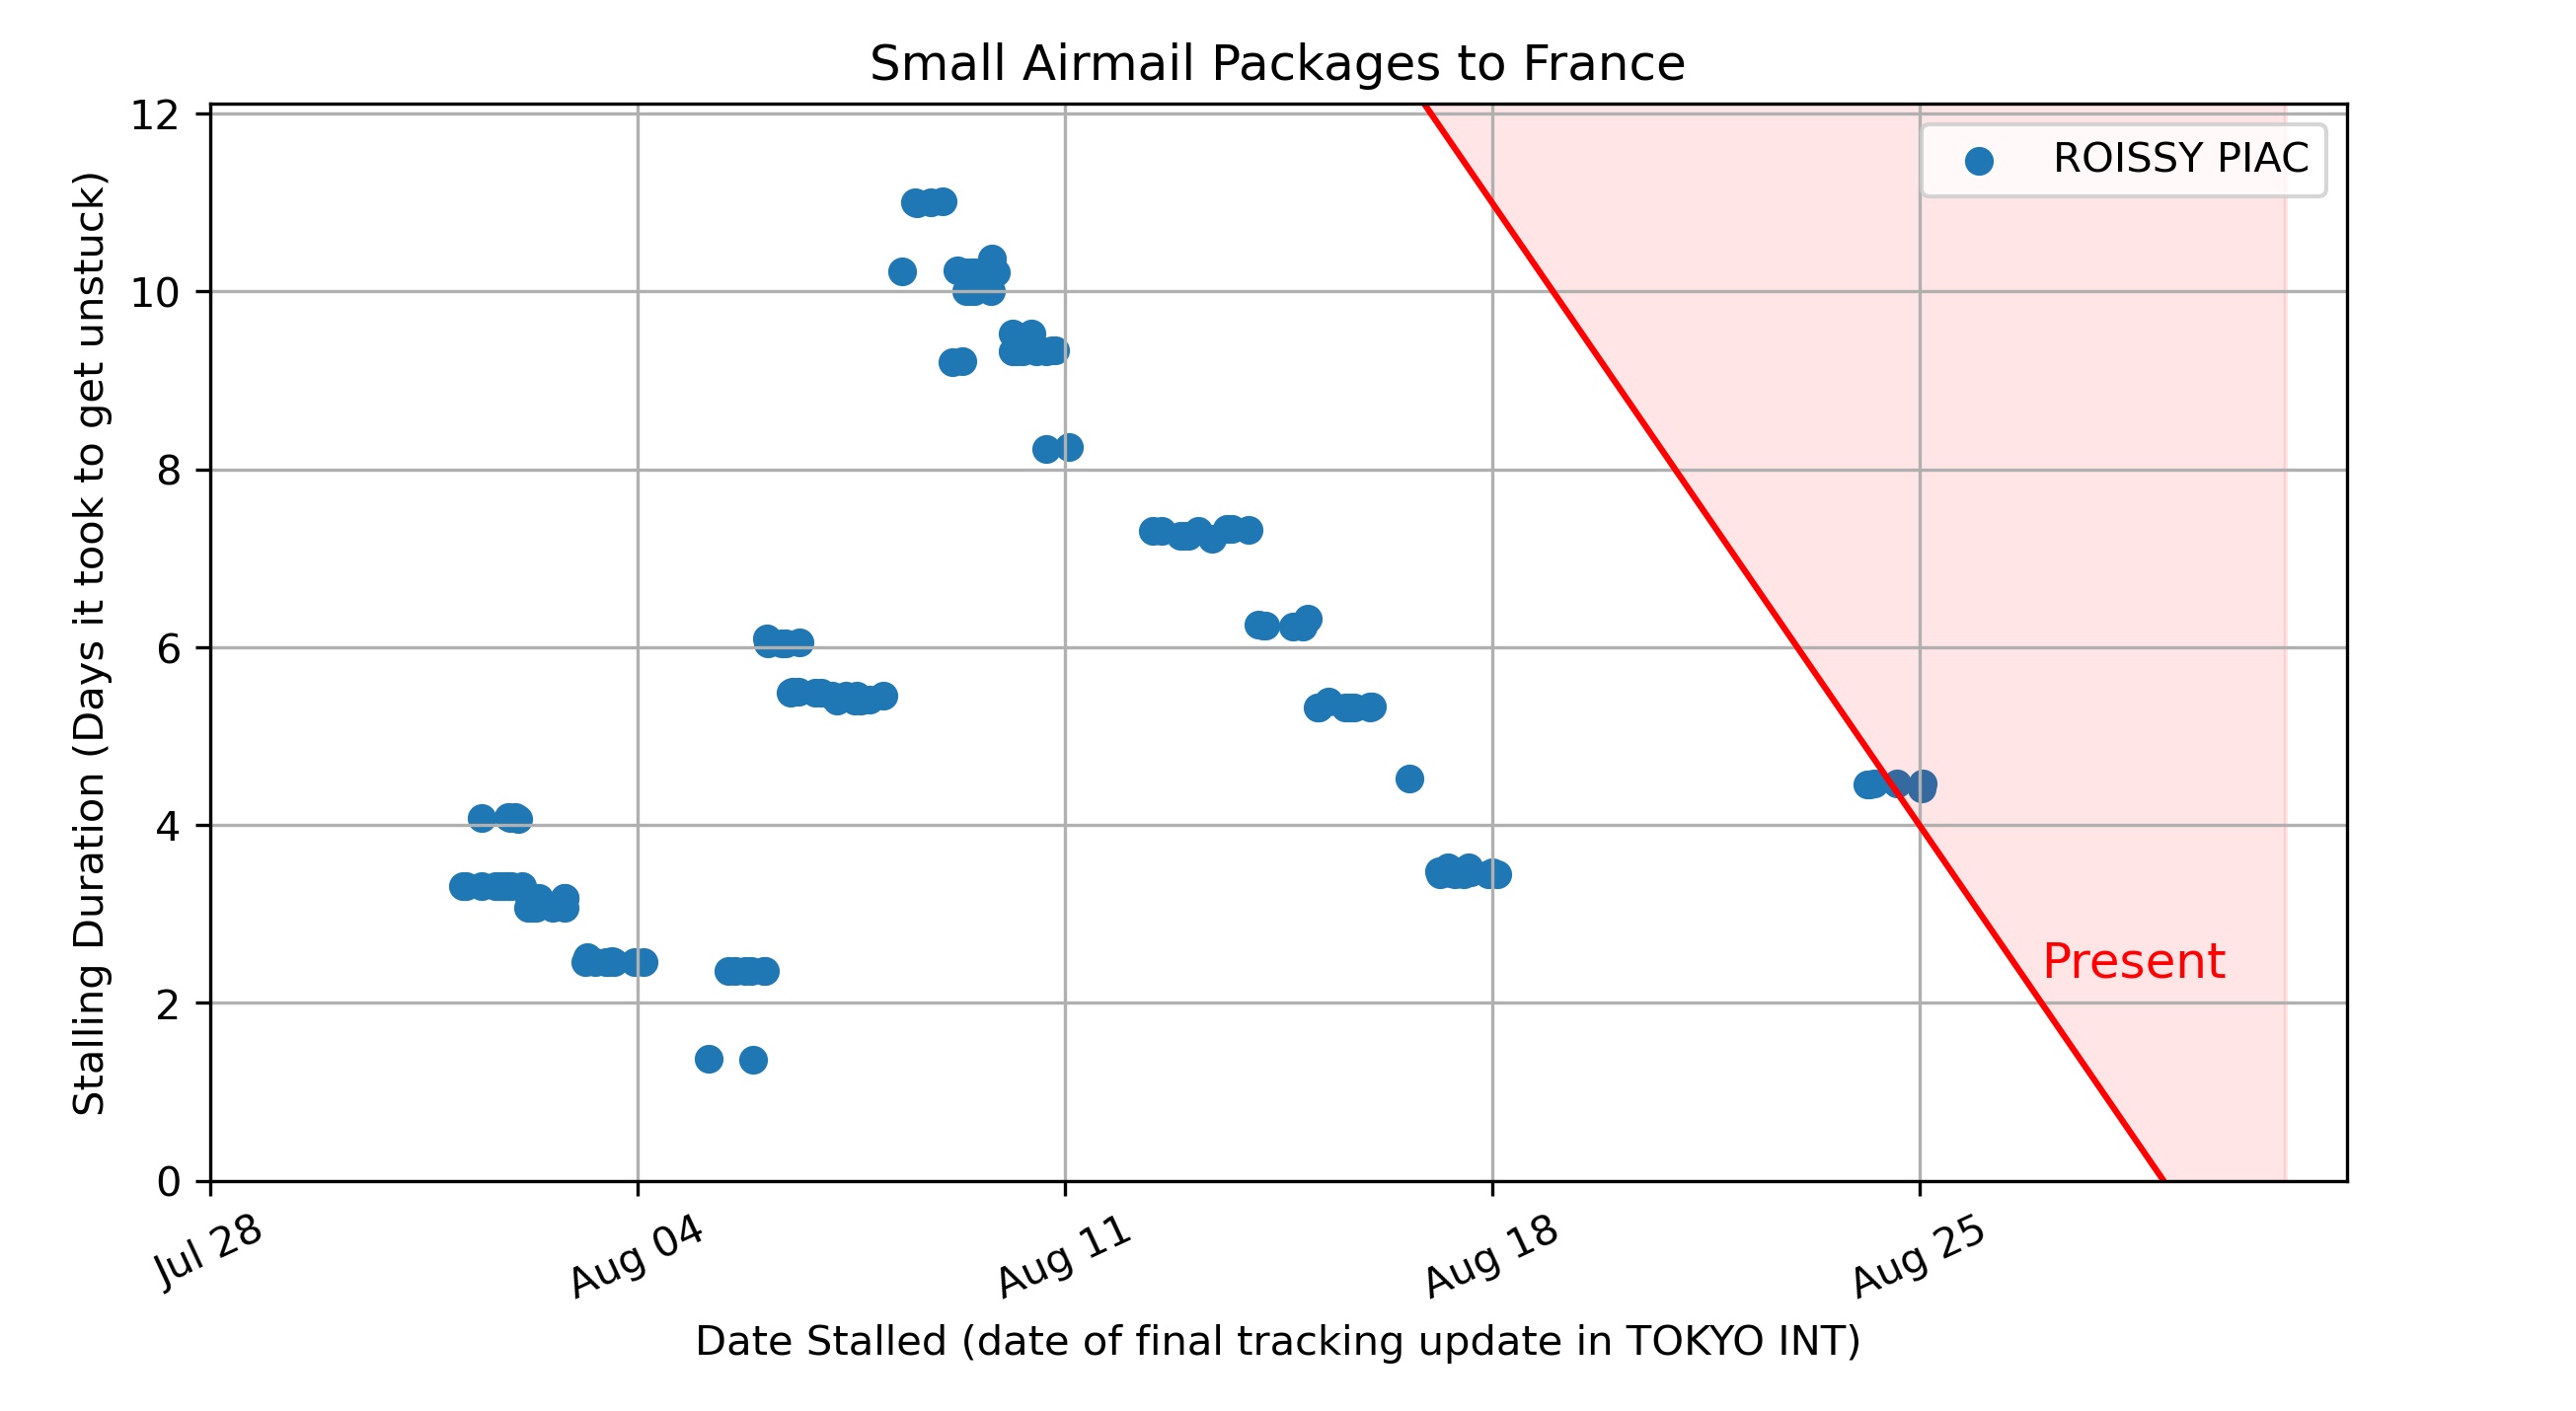 Small Airmail Packages to France
Stalling Duration (Days it took to get unstuck)
12
10
8
6
4
2
0
ROISSY PIAC
Present
Jul 28
Aug 04
Aug 11
Aug 18
Aug 25
Date Stalled (date of final tracking update in TOKYO INT)